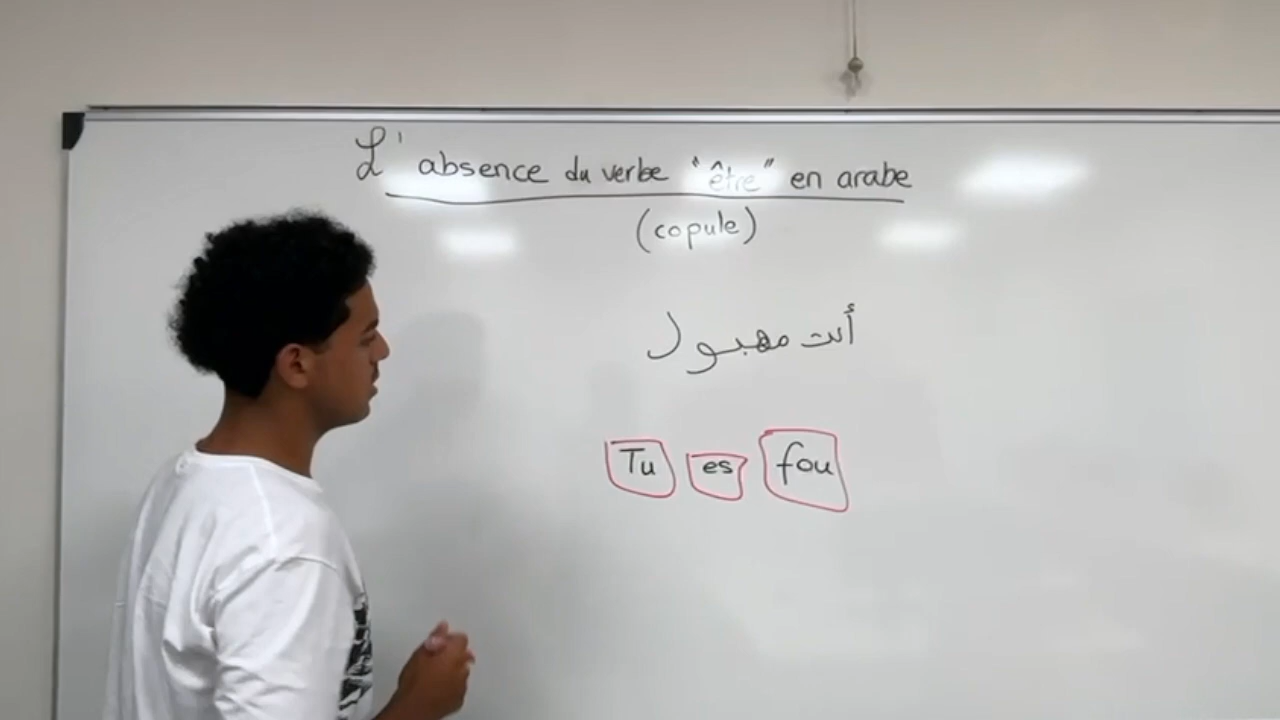 L'absence du verbe "être" en arabe
(copule)
أنت مهبول
Tu es fou